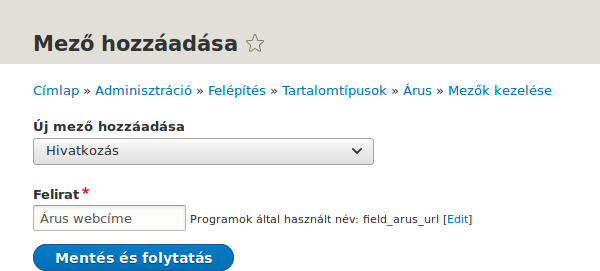 Mező hozzáadása
Címlap » Adminisztráció » Felépítés » Tartalomtípusok » Árus » Mezők kezelése
Új mező hozzáadása
Hivatkozás
Felirat*
Árus webcíme Programok által használt név: field_arus_url [Edit]
Mentés és folytatás